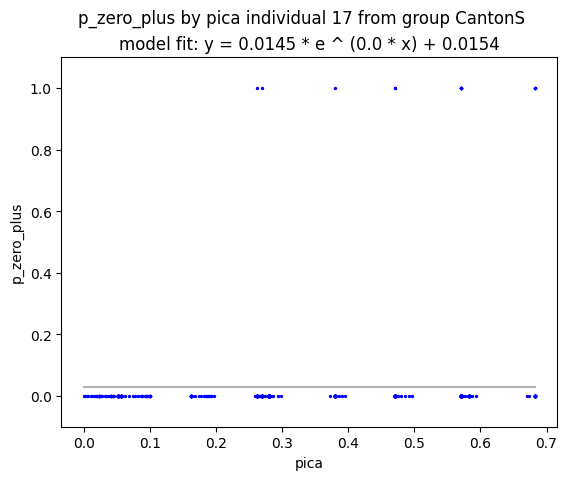 p_zero_plus by pica individual 17 from group CantonS
model fit: y = 0.0145 * e ^ (0.0 * x) + 0.0154
1.0
0.8
0.6
0.4
0.2
0.0
p_zero_plus
0.0 0.1 0.2 0.3 0.4 0.5 0.6 0.7
pica